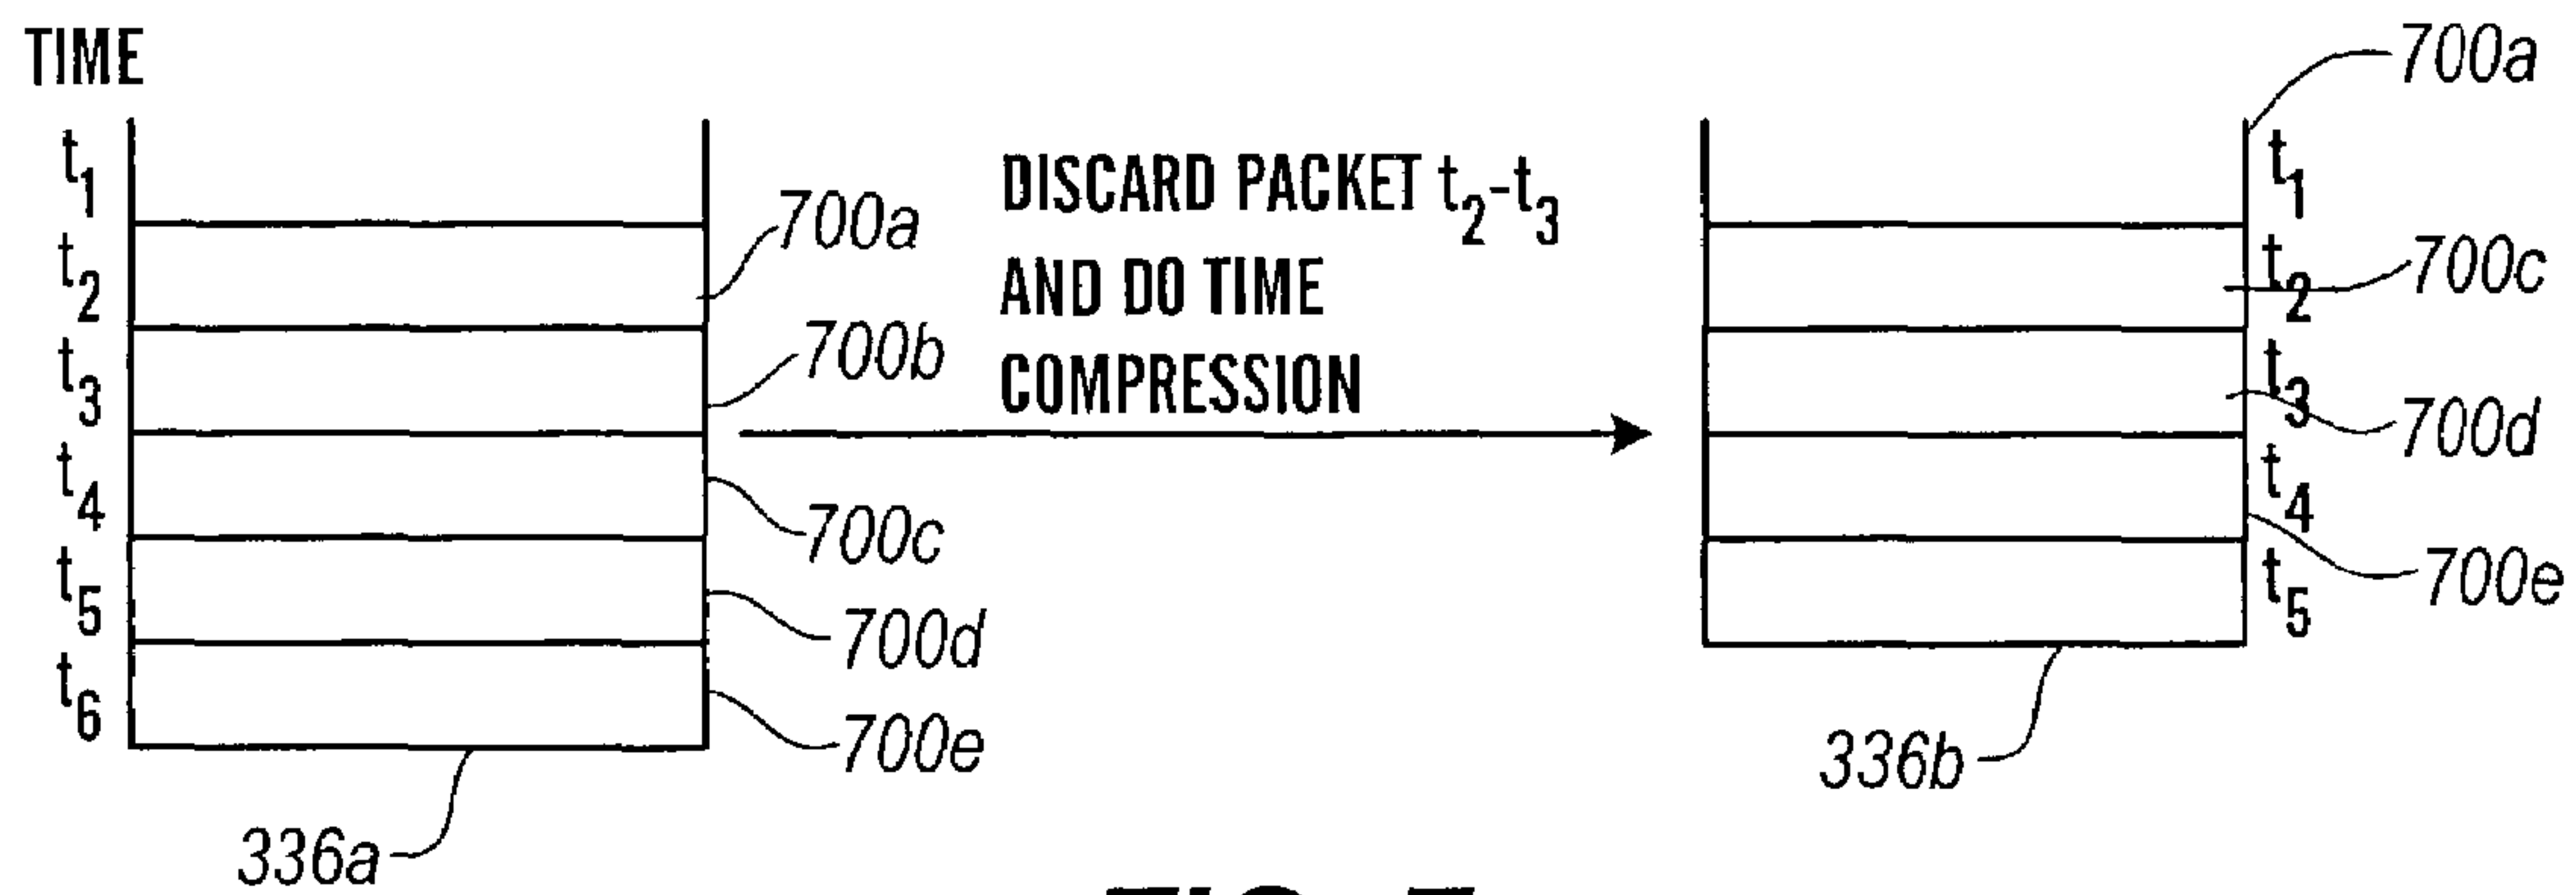 TIME
t1
t2
t3
t4
t5
t6
700a
700b
700c
700d
700e
336a
DISCARD PACKET t2-t3
AND DO TIME
COMPRESSION
700a
t1
t2
700c
t3
700d
t4
700e
t5
336b